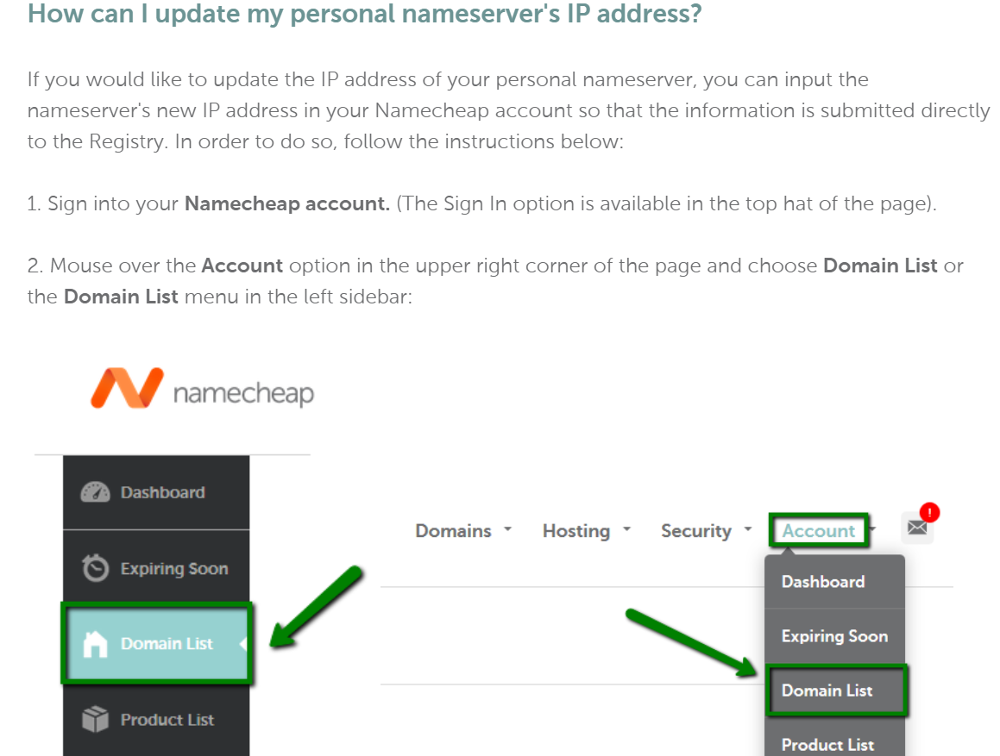 How can I update my personal nameserver's IP address?
If you would like to update the IP address of your personal nameserver, you can input the
nameserver's new IP address in your Namecheap account so that the information is submitted directly
to the Registry. In order to do so, follow the instructions below:
1. Sign into your Namecheap account. (The Sign In option is available in the top hat of the page).
2. Mouse over the Account option in the upper right corner of the page and choose Domain List or
the Domain List menu in the left sidebar:
namecheap
Dashboard
Expiring Soon
Domain List
Product List
Domains Hosting Security Account !
Dashboard
Expiring Soon
Domain List
Product List